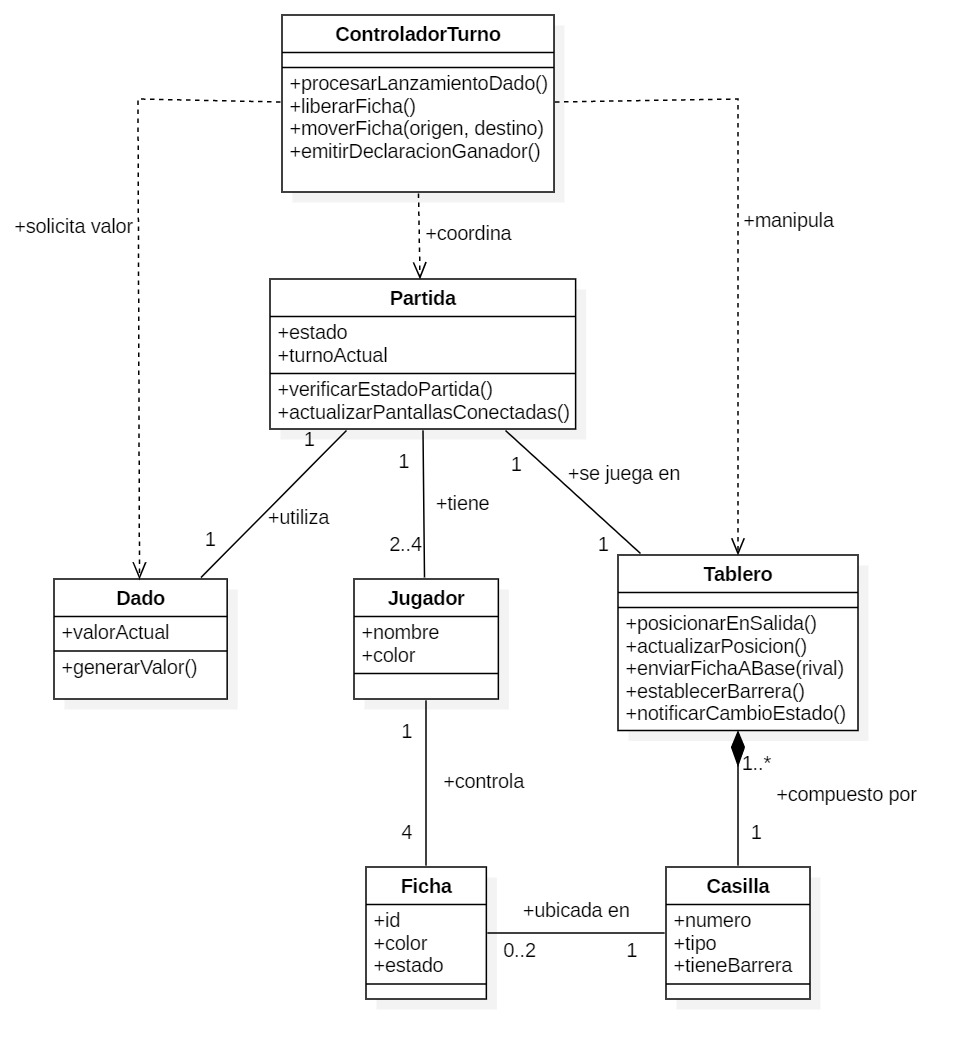 ControladorTurno
+procesarLanzamientoDado()
+liberarFicha()
+moverFicha(origen, destino)
+emitirDeclaracionGanador()
+solicita valor
+coordina
+manipula
Partida
+estado
+turnoActual
+verificarEstadoPartida()
+actualizarPantallasConectadas()
1
1
1
+utiliza
+tiene
+se juega en
1
2..4
1
Dado
+valorActual
+generarValor()
Jugador
+nombre
+color
Tablero
+posicionarEnSalida()
+actualizarPosicion()
+enviarFichaABase(rival)
+establecerBarrera()
+notificarCambioEstado()
1
+controla
4
1..*
+compuesto por
1
Ficha
+id
+color
+estado
+ubicada en
0..2
1
Casilla
+numero
+tipo
+tieneBarrera